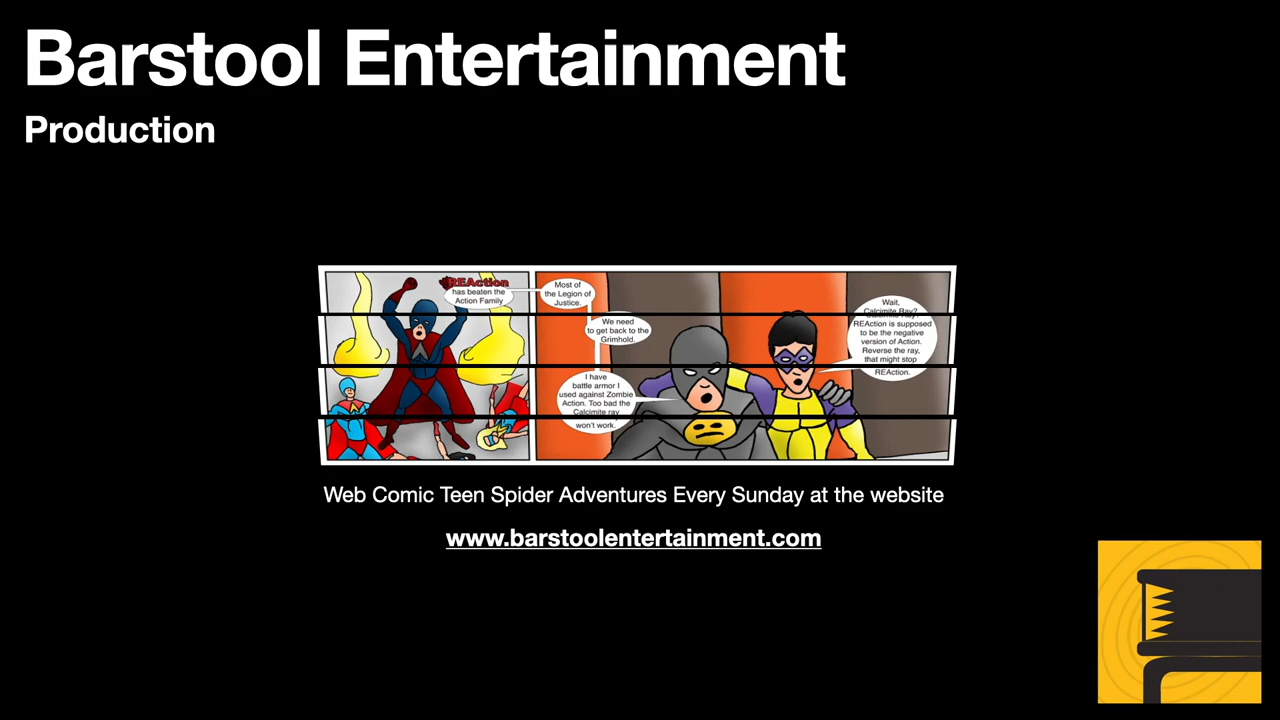 Barstool Entertainment
Production
REAction
has beaten the
Action Family
Most of
the Legion of
Justice.
We need
to get back to the
Grimhold.
I have
battle armor I
used against Zombie
Action. Too bad the
Calcimite ray
won't work.
Wait,
Calcimite Ray?
REAction is supposed
to be the negative
version of Action.
Reverse the ray,
that might stop
REAction.
Web Comic Teen Spider Adventures Every Sunday at the website
www.barstoolentertainment.com